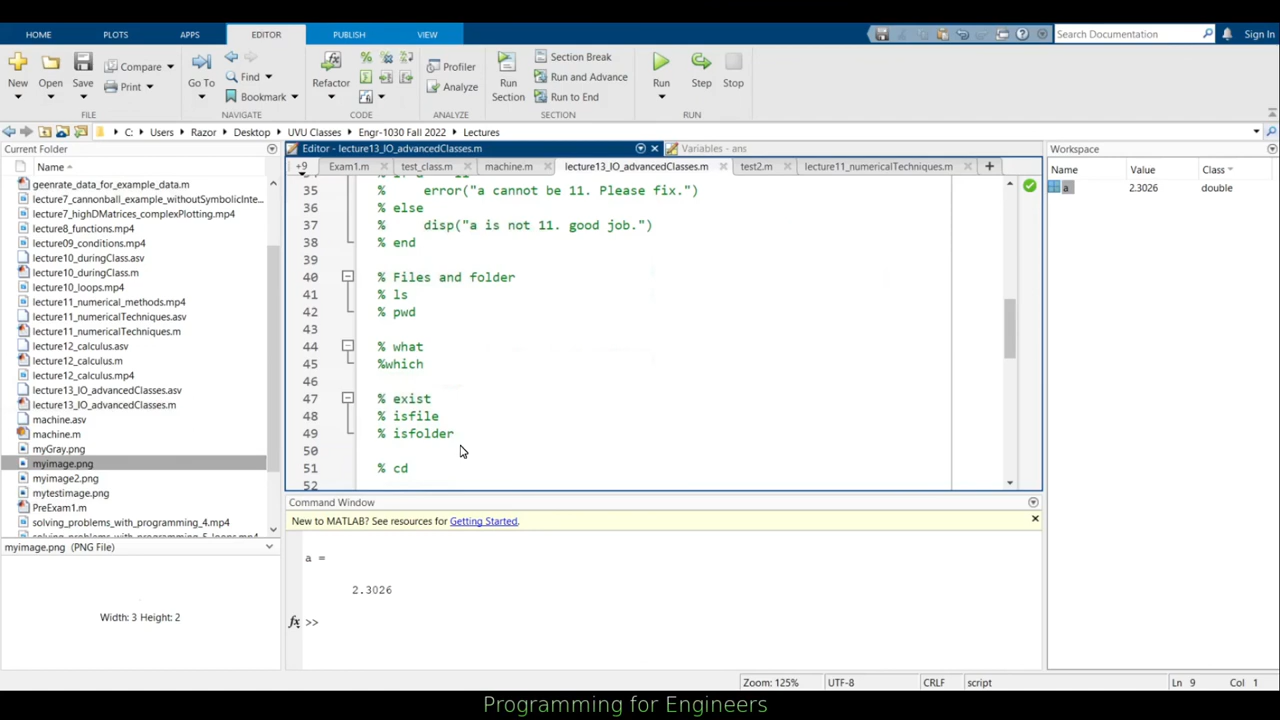 HOME PLOTS APPS EDITOR PUBLISH VIEW Search Documentation Sign In
New Open Save Compare Print Go To Find Bookmark Refactor Profiler Analyze Run Section Section Break Run and Advance Run to End Run Step Stop
FILE NAVIGATE CODE ANALYZE SECTION RUN
C: Users Razor Desktop UVU Classes Engr-1030 Fall 2022 Lectures
Current Folder
Name
geenrate_data_for_example_data.m
lecture7_cannonball_example_withoutSymbolicInte...
lecture7_highDMatrices_complexPlotting.mp4
lecture8_functions.mp4
lecture09_conditions.mp4
lecture10_duringClass.asv
lecture10_duringClass.m
lecture10_loops.mp4
lecture11_numerical_methods.mp4
lecture11_numericalTechniques.asv
lecture11_numericalTechniques.m
lecture12_calculus.asv
lecture12_calculus.m
lecture12_calculus.mp4
lecture13_IO_advancedClasses.asv
lecture13_IO_advancedClasses.m
machine.asv
machine.m
myGray.png
myimage.png
myimage2.png
mytestimage.png
PreExam1.m
solving_problems_with_programming_4.mp4
solving_problems_with_programming_5_loops.mp4
myimage.png (PNG File)
Width: 3 Height: 2
Editor - lecture13_IO_advancedClasses.m Variables - ans
+9 Exam1.m test_class.m machine.m lecture13_IO_advancedClasses.m test2.m lecture11_numericalTechniques.m
35 % error("a cannot be 11. Please fix.")
36 % else
37 % disp("a is not 11. good job.")
38 % end
39
40 % Files and folder
41 % ls
42 % pwd
43
44 % what
45 %which
46
47 % exist
48 % isfile
49 % isfolder
50
51 % cd
52
Command Window
New to MATLAB? See resources for Getting Started.
a =
2.3026
fx >>
Workspace
Name Value Class
a 2.3026 double
Zoom: 125% UTF-8 CRLF script Ln 9 Col 1
Programming for Engineers